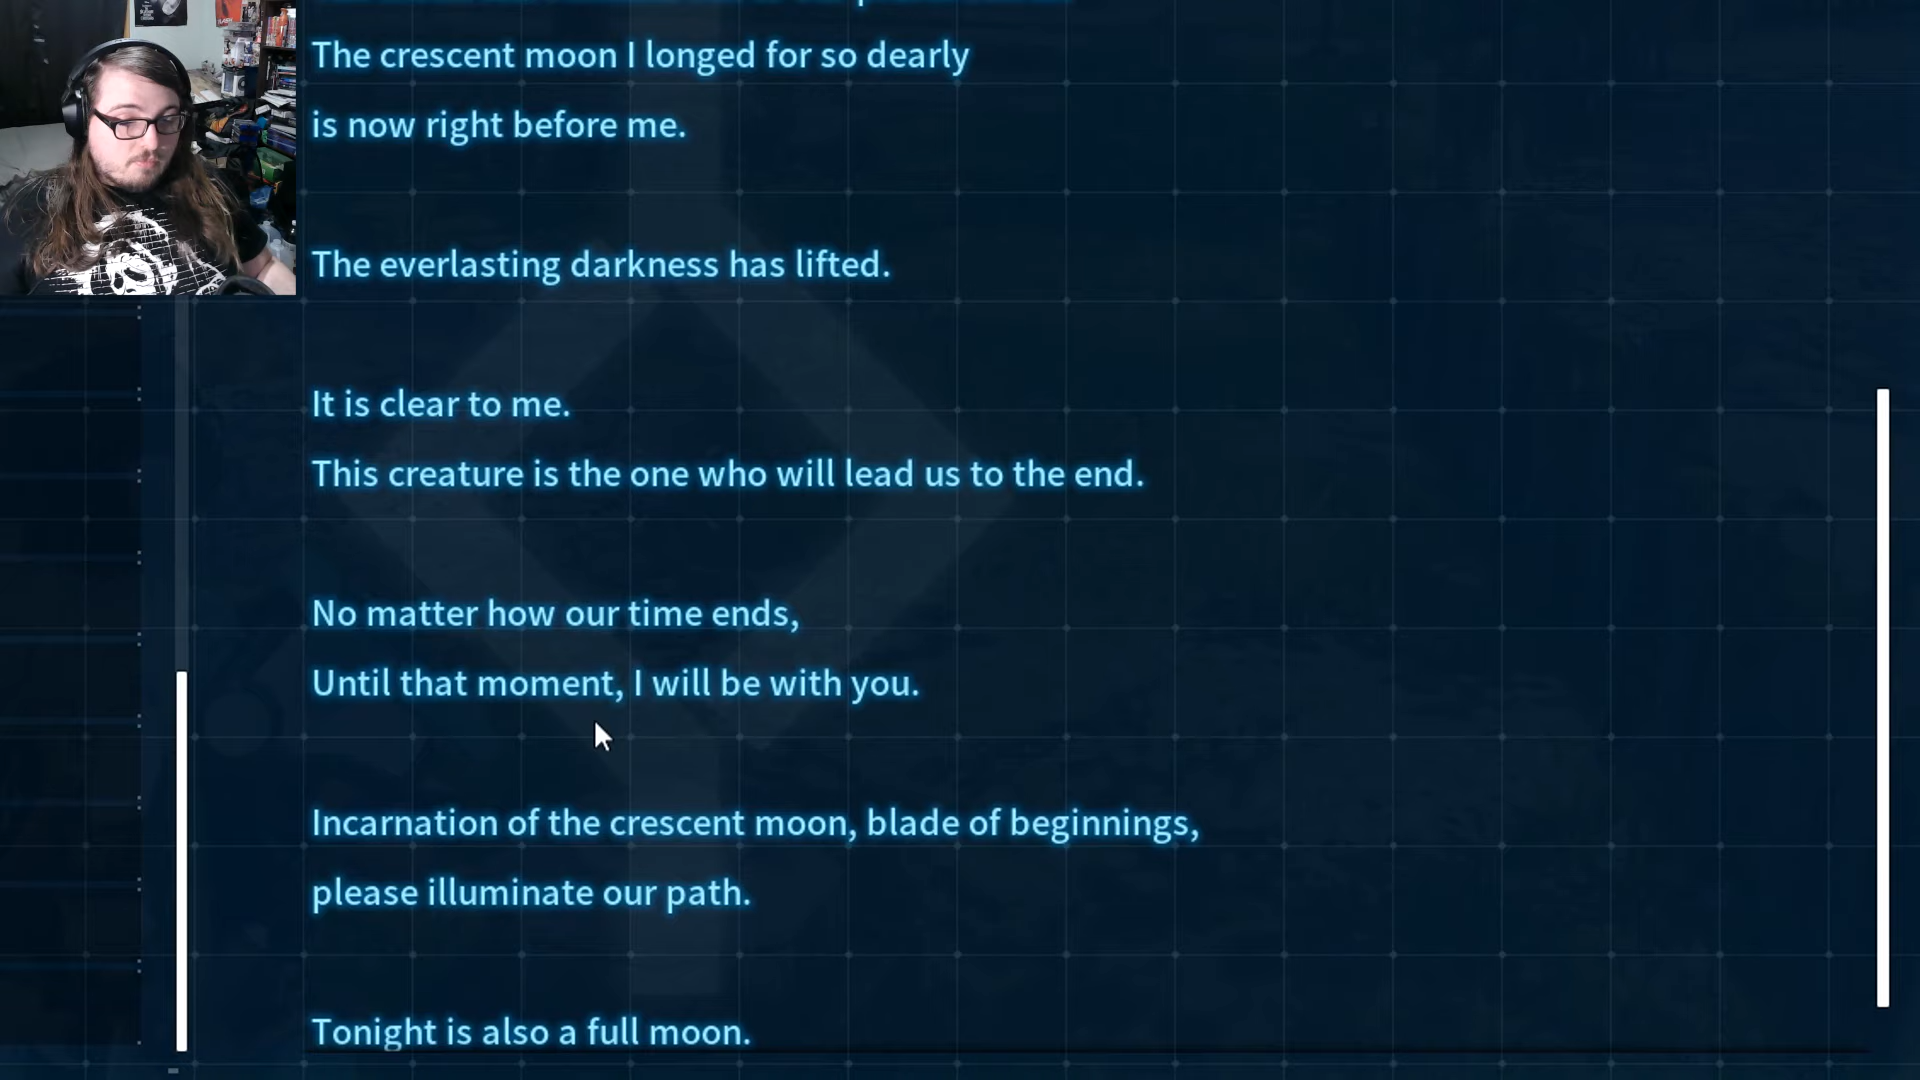 The crescent moon I longed for so dearly
is now right before me.
The everlasting darkness has lifted.
It is clear to me.
This creature is the one who will lead us to the end.
No matter how our time ends,
Until that moment, I will be with you.
Incarnation of the crescent moon, blade of beginnings,
please illuminate our path.
Tonight is also a full moon.